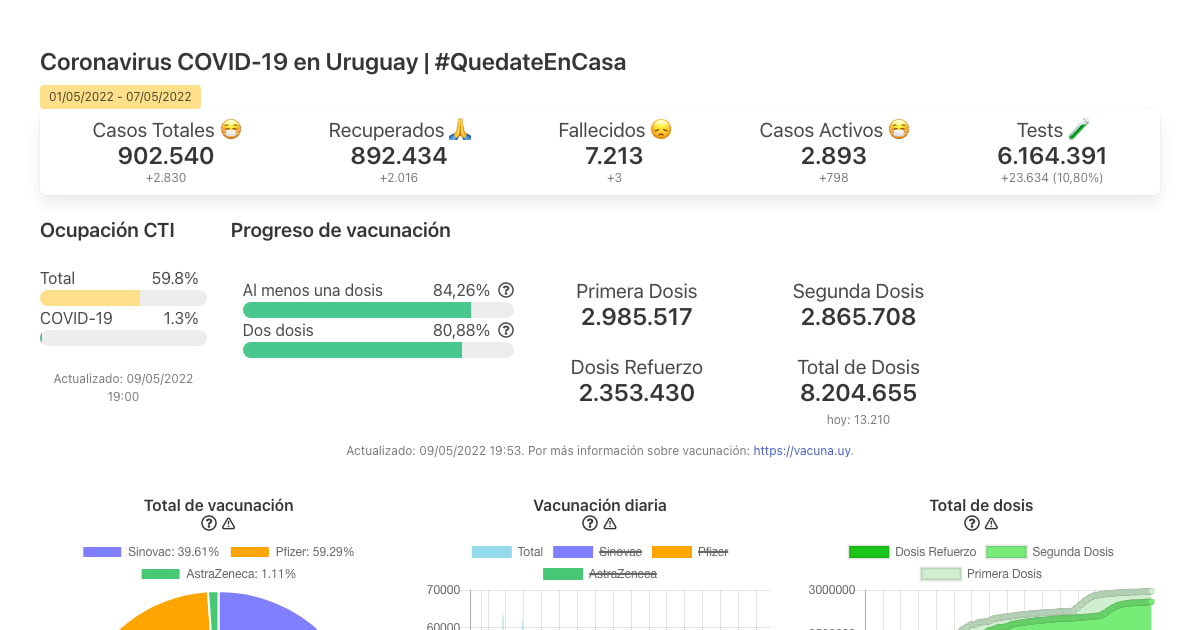 Coronavirus COVID-19 en Uruguay | #QuedateEnCasa
01/05/2022 - 07/05/2022
Casos Totales 😷 Recuperados 🙏 Fallecidos 😞 Casos Activos 😷 Tests 🧪
902.540 892.434 7.213 2.893 6.164.391
+2.830 +2.016 +3 +798 +23.634 (10,80%)
Ocupación CTI Progreso de vacunación
Total 59.8%
COVID-19 1.3%
Actualizado: 09/05/2022
19:00
Al menos una dosis 84,26%
Dos dosis 80,88%
Primera Dosis Segunda Dosis
2.985.517 2.865.708
Dosis Refuerzo Total de Dosis
2.353.430 8.204.655
hoy: 13.210
Actualizado: 09/05/2022 19:53. Por más información sobre vacunación: https://vacuna.uy.
Total de vacunación
Sinovac: 39.61% Pfizer: 59.29%
AstraZeneca: 1.11%
Vacunación diaria
Total Sinovac Pfizer
AstraZeneca
70000
60000
Total de dosis
Dosis Refuerzo Segunda Dosis
Primera Dosis
3000000